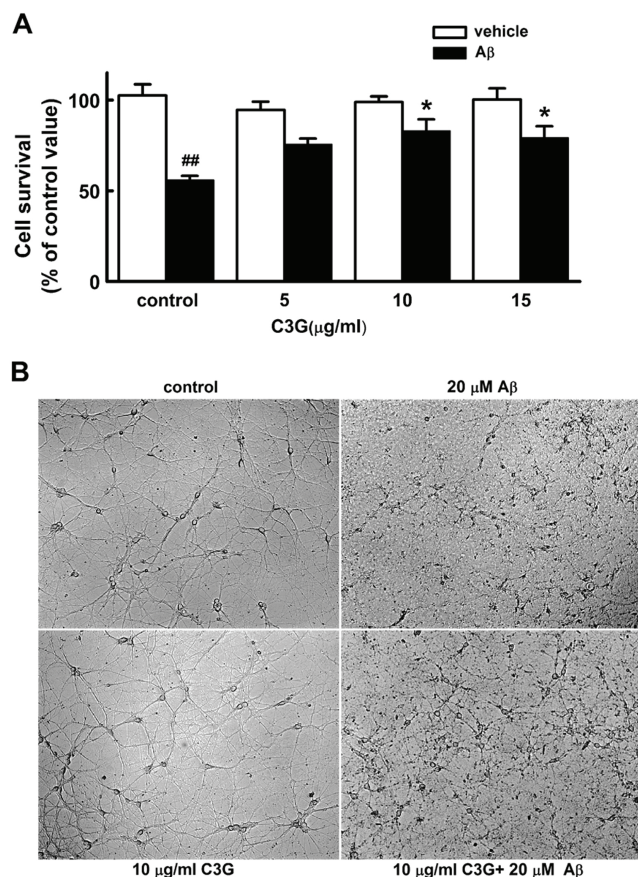 A
vehicle
Aβ
Cell survival
(% of control value)
100
50
0
##
*
*
control 5 10 15
C3G(μg/ml)
B
control 20 μM Aβ
10 μg/ml C3G 10 μg/ml C3G+ 20 μM Aβ